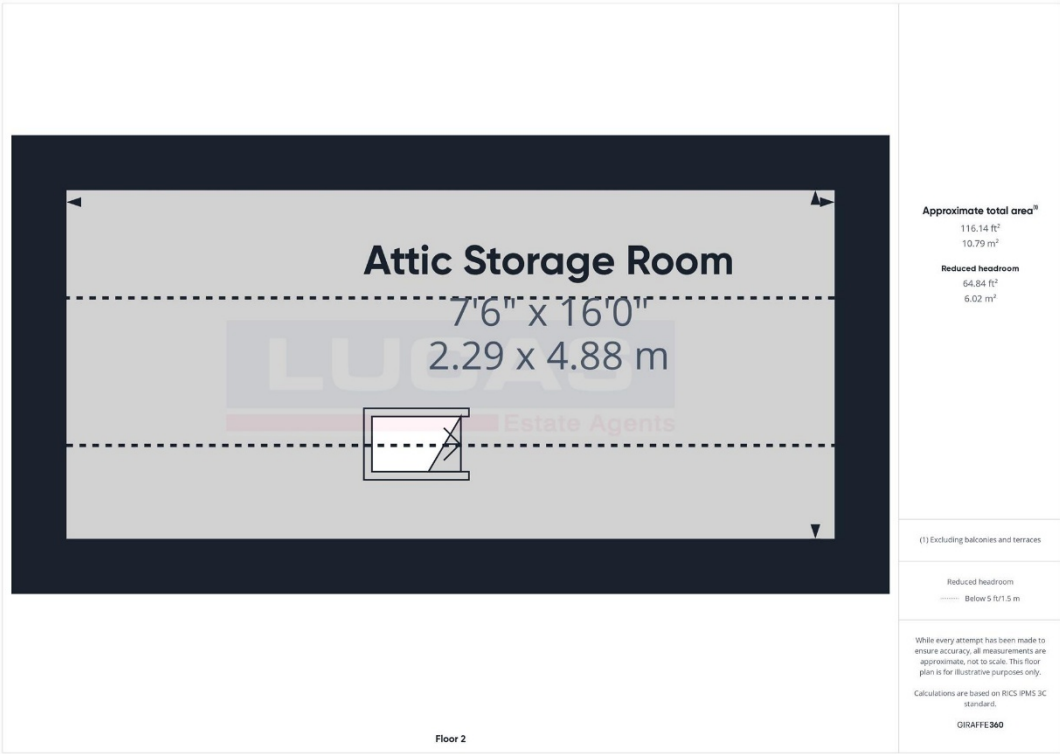 Attic Storage Room
7'6" x 16'0"
2.29 x 4.88 m
LUCAS
Estate Agents
Floor 2
Approximate total area⁽¹⁾
116.14 ft²
10.79 m²
Reduced headroom
64.84 ft²
6.02 m²
(1) Excluding balconies and terraces
Reduced headroom
Below 5 ft/1.5 m
While every attempt has been made to
ensure accuracy, all measurements are
approximate, not to scale. This floor
plan is for illustrative purposes only.
Calculations are based on RICS IPMS 3C
standard.
GIRAFFE360